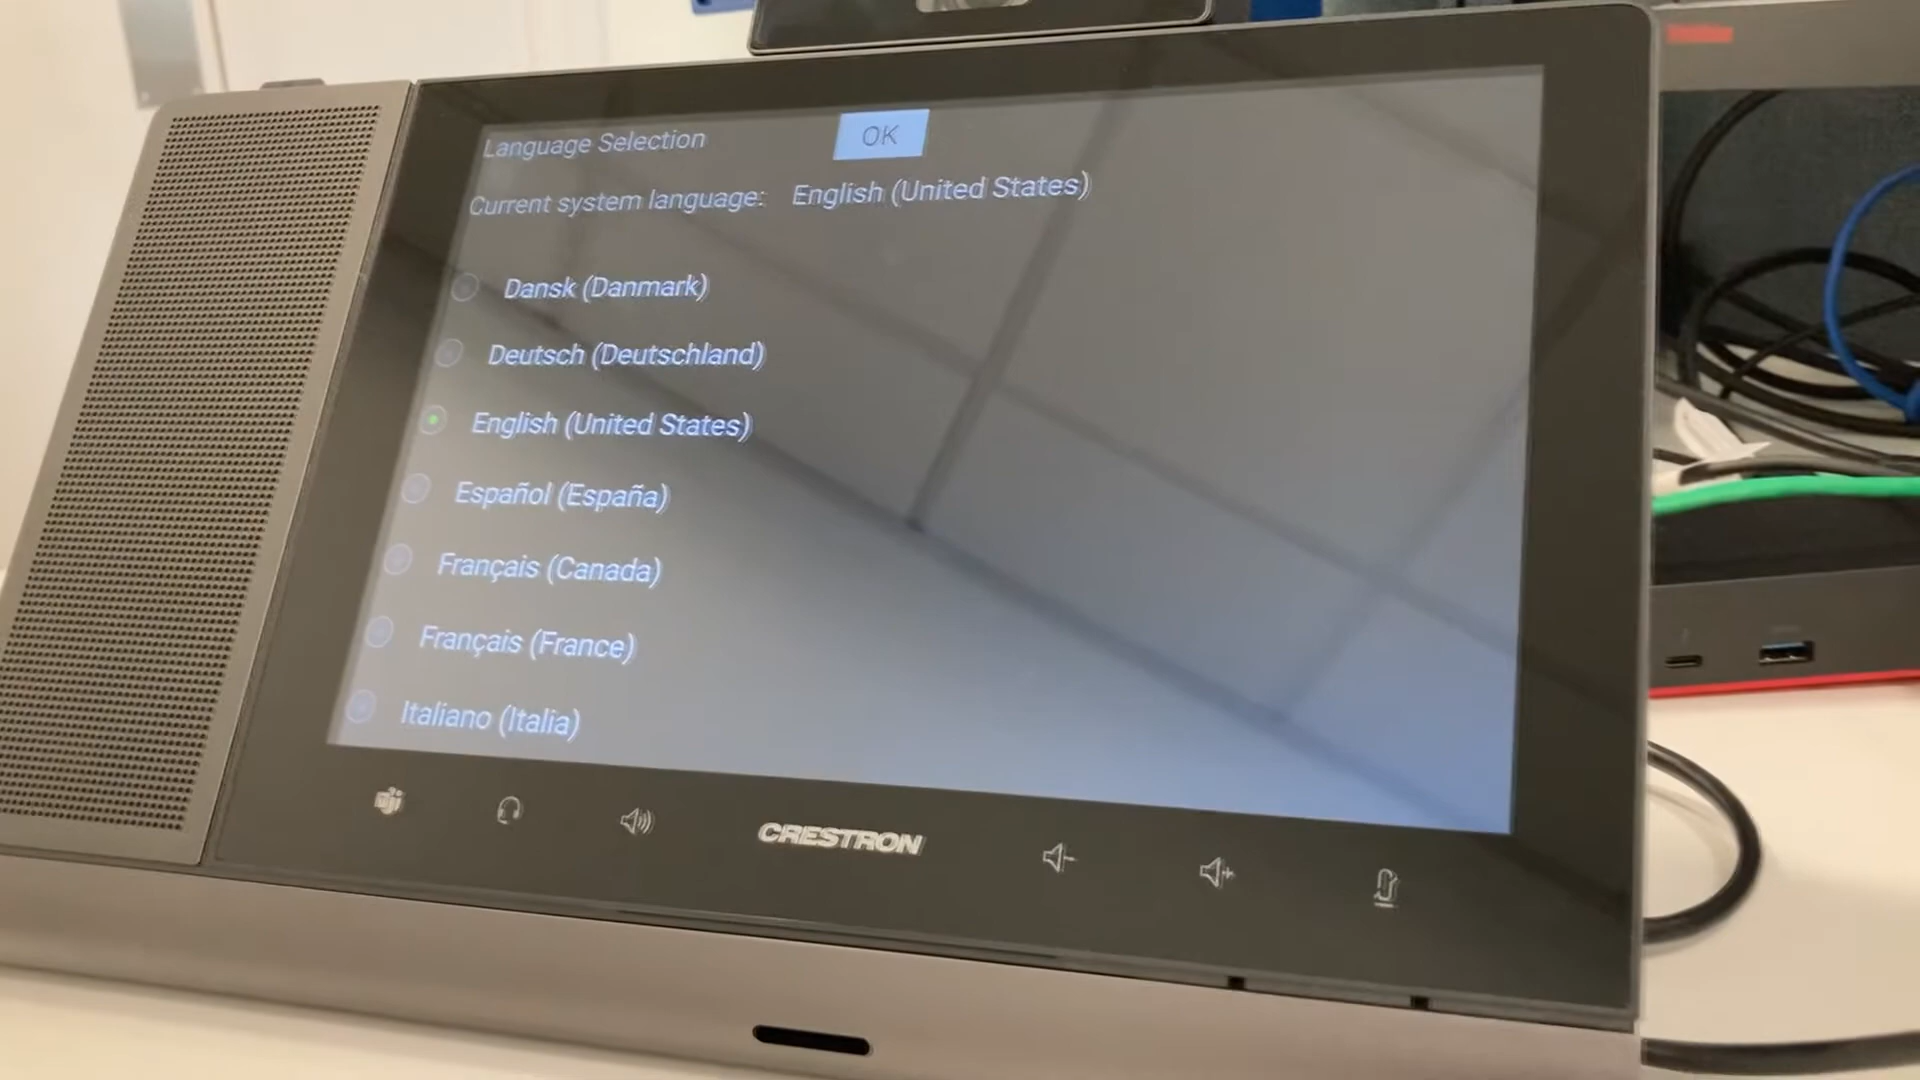 Language Selection OK
Current system language: English (United States)
Dansk (Danmark)
Deutsch (Deutschland)
English (United States)
Español (España)
Français (Canada)
Français (France)
Italiano (Italia)
CRESTRON